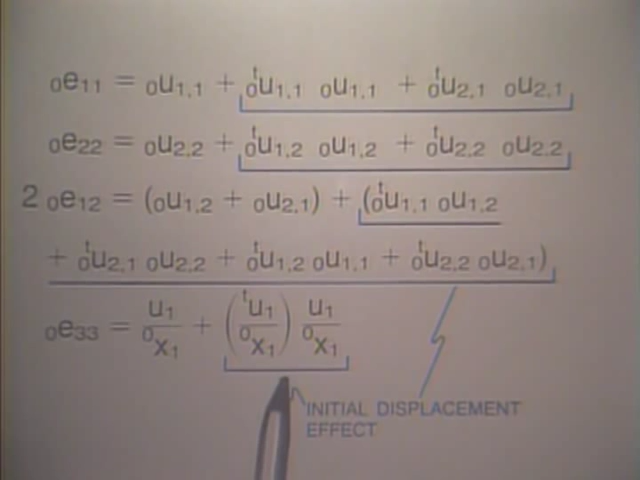 ₀e₁₁ = ₀u₁,₁ + ᵗ₀u₁,₁ ₀u₁,₁ + ᵗ₀u₂,₁ ₀u₂,₁
₀e₂₂ = ₀u₂,₂ + ᵗ₀u₁,₂ ₀u₁,₂ + ᵗ₀u₂,₂ ₀u₂,₂
2 ₀e₁₂ = (₀u₁,₂ + ₀u₂,₁) + (ᵗ₀u₁,₁ ₀u₁,₂
+ ᵗ₀u₂,₁ ₀u₂,₂ + ᵗ₀u₁,₂ ₀u₁,₁ + ᵗ₀u₂,₂ ₀u₂,₁)
₀e₃₃ = u₁/⁰x₁ + (ᵗu₁/⁰x₁) u₁/⁰x₁
INITIAL DISPLACEMENT
EFFECT